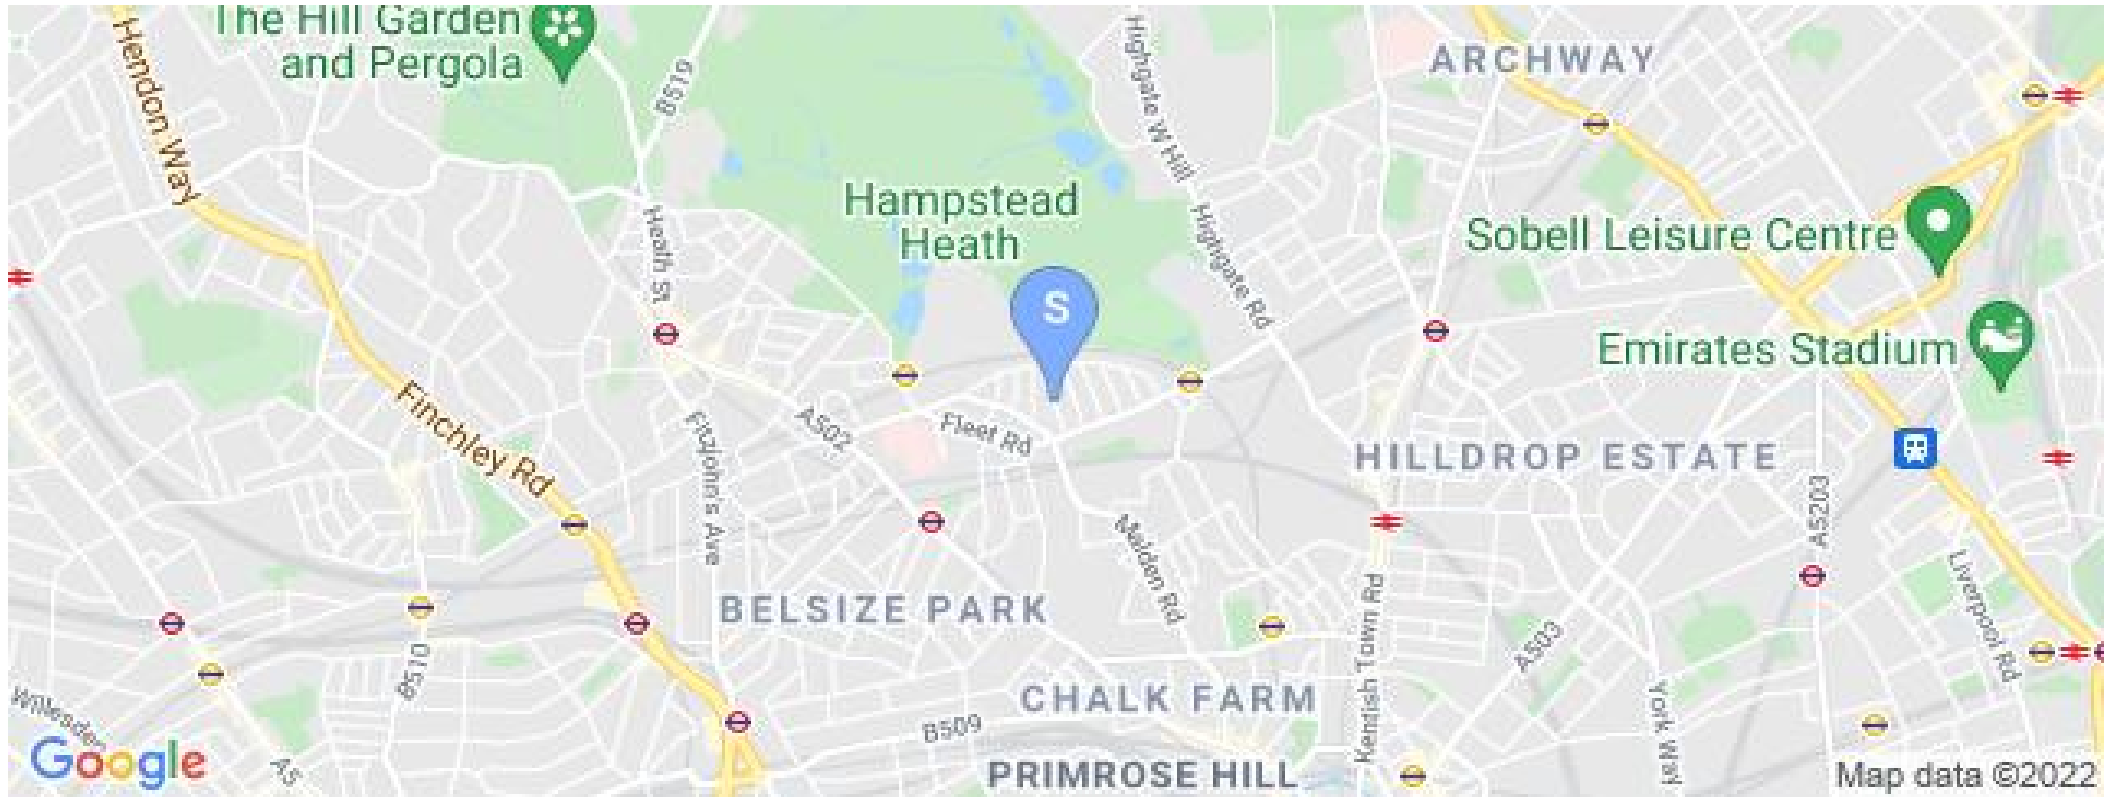 The Hill Garden
and Pergola
Hendon Way
B519
Highgate W Hill
ARCHWAY
Hampstead
Heath
Heath St.
Highgate Rd
Sobell Leisure Centre
S
Emirates Stadium
Finchley Rd
Fitzjohn's Ave
A502
Fleet Rd
HILLDROP ESTATE
A5203
Malden Rd
Liverpool Rd
BELSIZE PARK
Kentish Town Rd
A503
B510
Willesden
CHALK FARM
York Way
B509
A5
Google
PRIMROSE HILL
Map data ©2022